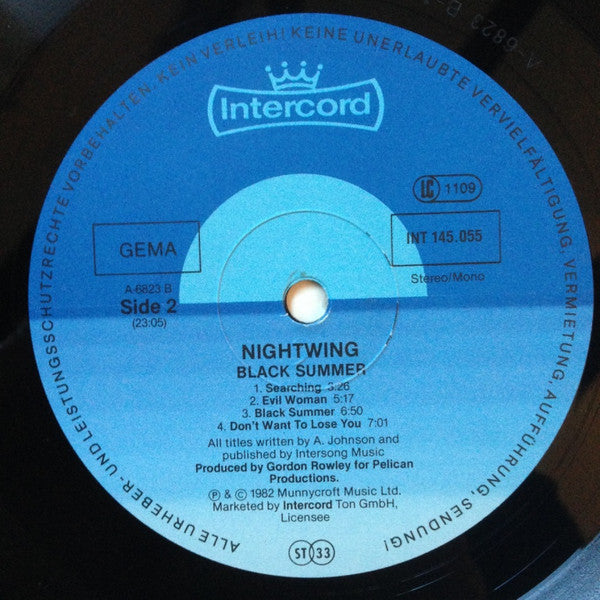 ALLE URHEBER- UND LEISTUNGSSCHUTZRECHTE VORBEHALTEN. KEIN VERLEIH! KEINE UNERLAUBTE VERVIELFÄLTIGUNG, VERMIETUNG, AUFFÜHRUNG, SENDUNG!
A-6823 B-
Intercord
LC 1109
GEMA
INT 145.055
Stereo/Mono
A-6823 B
Side 2
(23:05)
NIGHTWING
BLACK SUMMER
1. Searching 3:26
2. Evil Woman 5:17
3. Black Summer 6:50
4. Don't Want To Lose You 7:01
All titles written by A. Johnson and
published by Intersong Music
Produced by Gordon Rowley for Pelican
Productions.
Ⓟ & © 1982 Munnycroft Music Ltd.
Marketed by Intercord Ton GmbH,
Licensee
ST 33